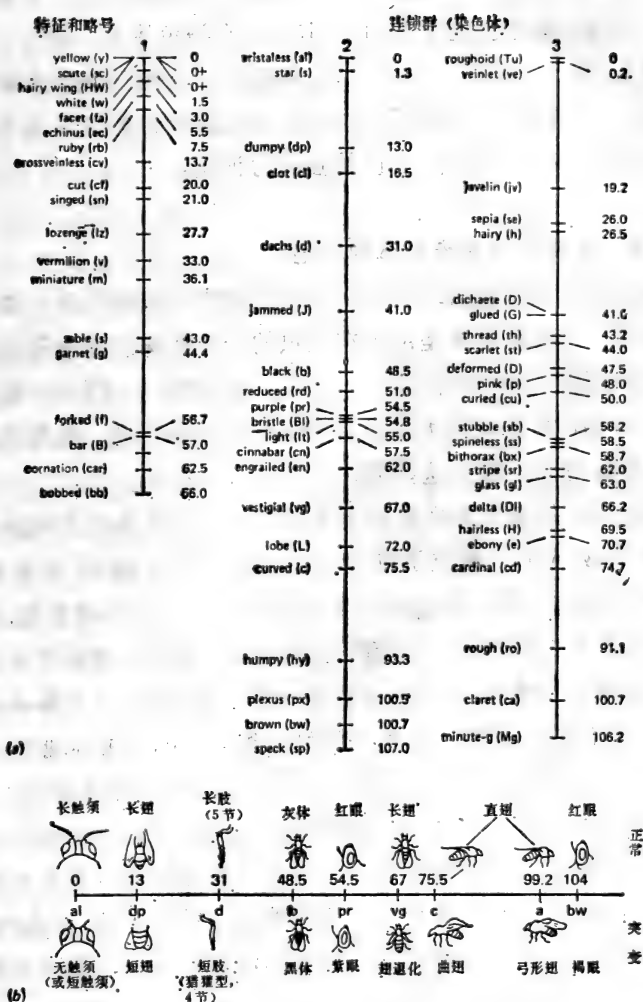 特征和略号 连锁群（染色体）
1
yellow (y) 0
scute (sc) 0+
hairy wing (HW) 0+
white (w) 1.5
facet (fa) 3.0
echinus (ec) 5.5
ruby (rb) 7.5
crossveinless (cv) 13.7
cut (cf) 20.0
singed (sn) 21.0
lozenge (lz) 27.7
vermilion (v) 33.0
miniature (m) 36.1
sable (s) 43.0
garnet (g) 44.4
forked (f) 56.7
bar (B) 57.0
cornation (car) 62.5
bobbed (bb) 66.0
2
aristaless (al) 0
star (s) 1.3
dumpy (dp) 13.0
clot (cl) 16.5
dachs (d) 31.0
jammed (J) 41.0
black (b) 48.5
reduced (rd) 51.0
purple (pr) 54.5
bristle (Bl) 54.8
light (lt) 55.0
cinnabar (cn) 57.5
engrailed (en) 62.0
vestigial (vg) 67.0
lobe (L) 72.0
curved (c) 75.5
humpy (hy) 93.3
plexus (px) 100.5
brown (bw) 100.7
speck (sp) 107.0
3
roughoid (Tu) 0
veinlet (ve) 0.2
javelin (jv) 19.2
sepia (se) 26.0
hairy (h) 26.5
dichaete (D)
glued (G) 41.0
thread (th) 43.2
scarlet (st) 44.0
deformed (D) 47.5
pink (p) 48.0
curled (cu) 50.0
stubble (sb) 58.2
spineless (ss) 58.5
bithorax (bx) 58.7
stripe (sr) 62.0
glass (gl) 63.0
delta (Dl) 66.2
hairless (H) 69.5
ebony (e) 70.7
cardinal (cd) 74.7
rough (ro) 91.1
claret (ca) 100.7
minute-g (Mg) 106.2
(a)
长触须 长翅 长肢 灰体 红眼 长翅 直翅 红眼
（5节）
正常
0 13 31 48.5 54.5 67 75.5 99.2 104
al dp d b pr vg c a bw
突变
无触须 短翅 短肢 黑体 紫眼 翅退化 曲翅 弓形翅 褐眼
（或短触须） （猎獾型，
4节）
(b)